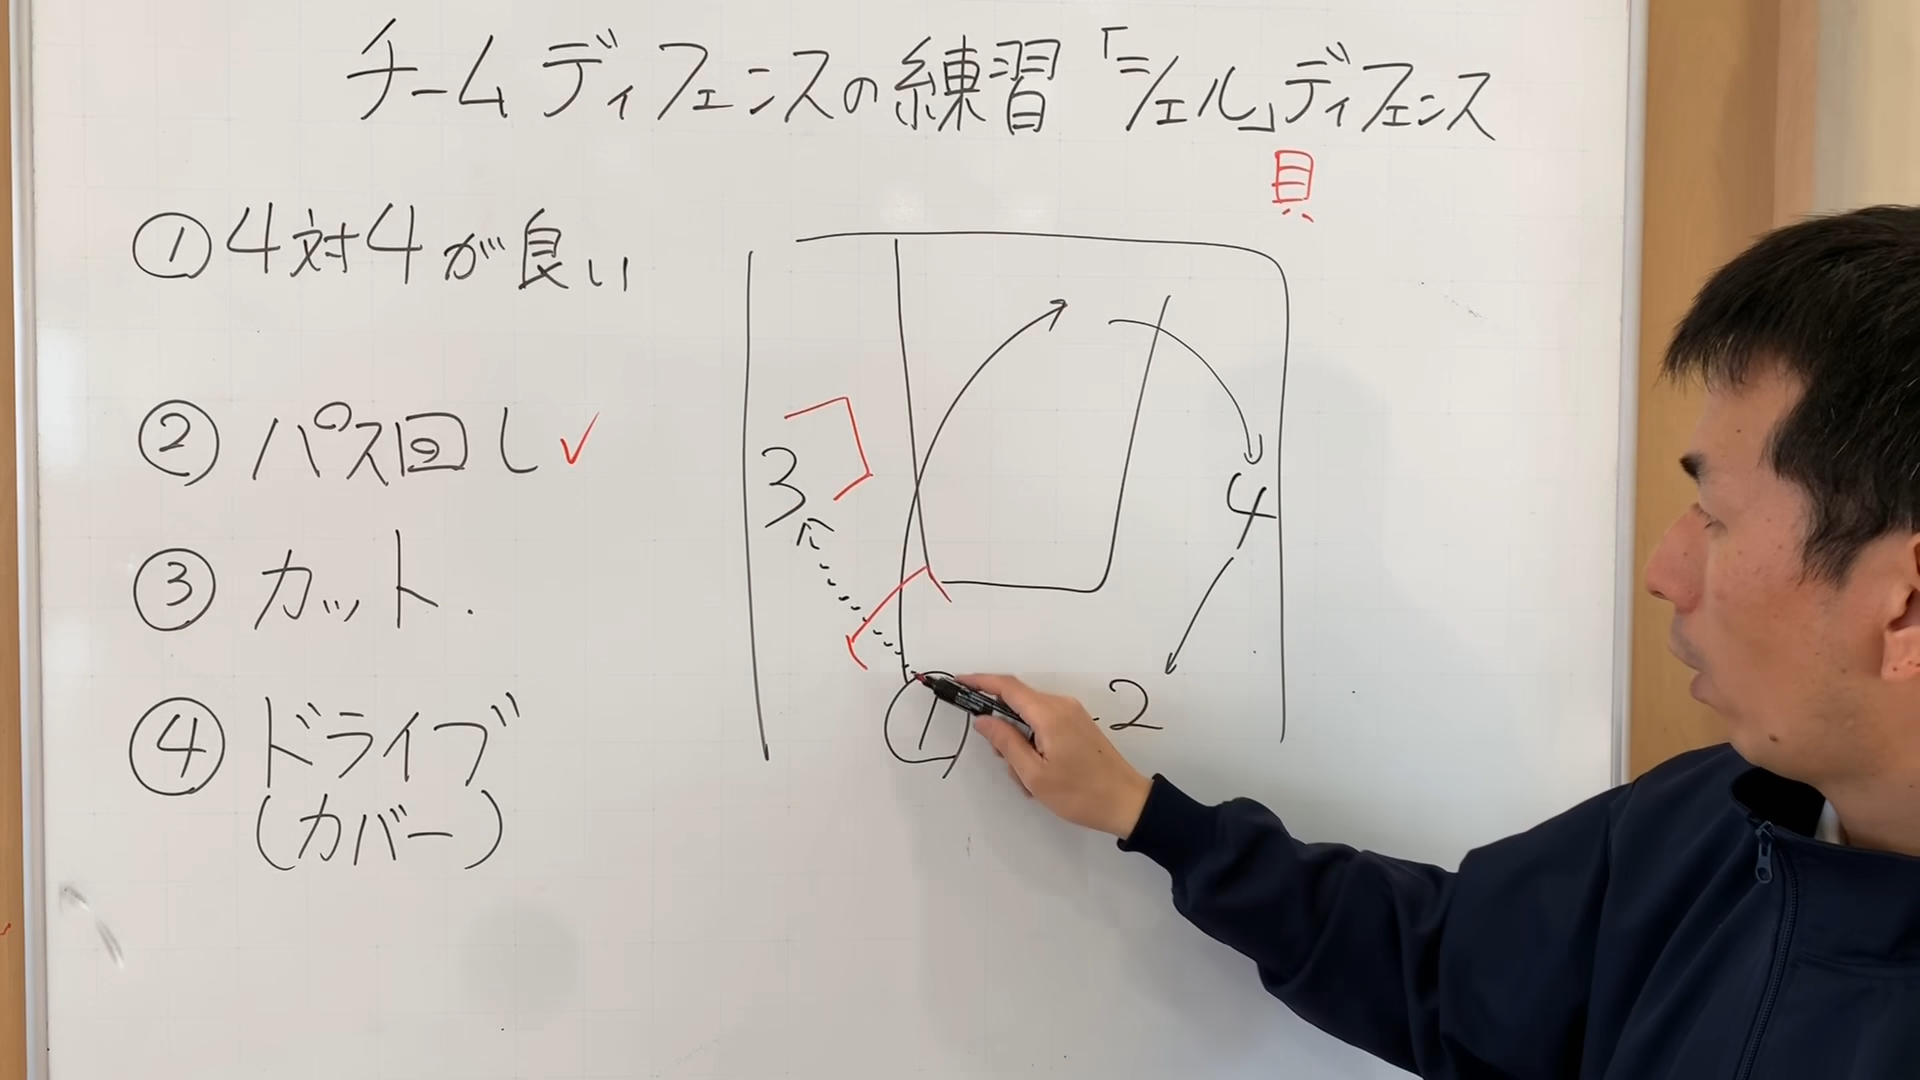 チームディフェンスの練習「シェル」ディフェンス
貝
① 4対4が良い
② パス回し✓
③ カット.
④ ドライブ
(カバー)
3
4
①
2